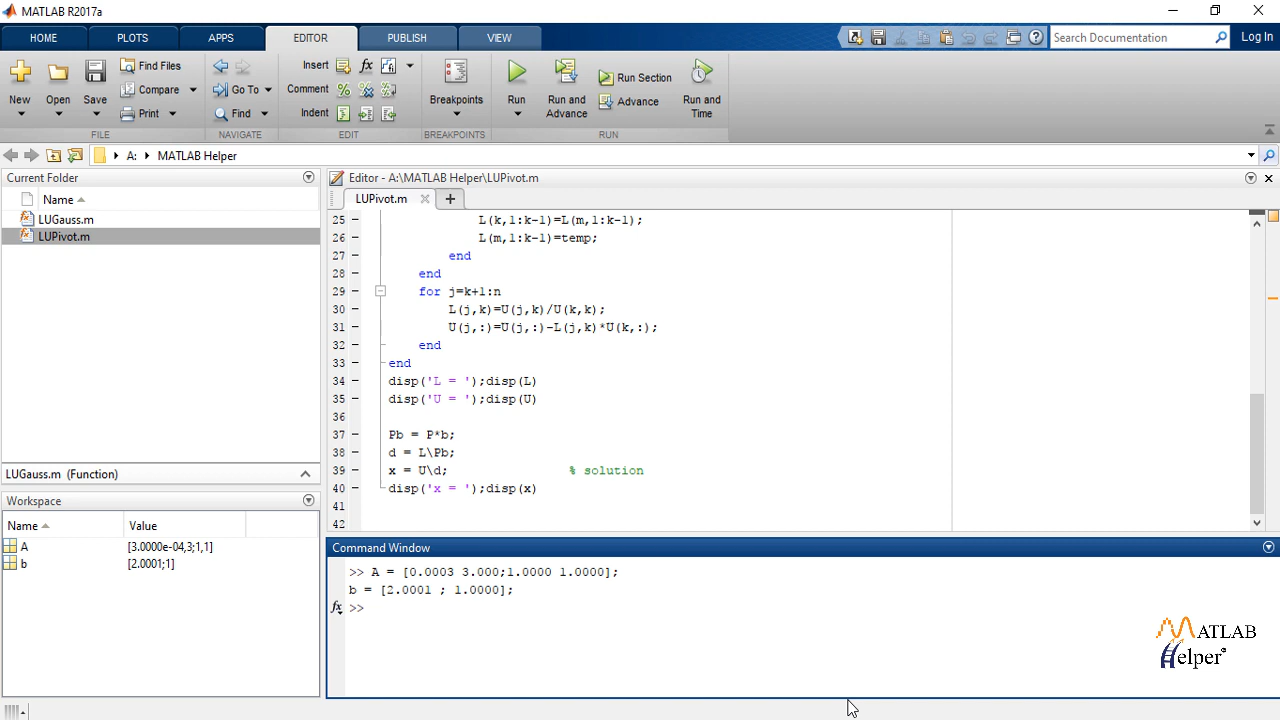 MATLAB R2017a
HOME PLOTS APPS EDITOR PUBLISH VIEW Search Documentation Log In
New Open Save Find Files Compare Print
Go To Find
Insert fx
Comment % %
Indent
Breakpoints
Run Run and Advance Run Section Advance Run and Time
FILE NAVIGATE EDIT BREAKPOINTS RUN
A: MATLAB Helper
Current Folder
Name
LUGauss.m
LUPivot.m
LUGauss.m (Function)
Workspace
Name Value
A [3.0000e-04,3;1,1]
b [2.0001;1]
Editor - A:\MATLAB Helper\LUPivot.m
LUPivot.m +
25 – L(k,1:k-1)=L(m,1:k-1);
26 – L(m,1:k-1)=temp;
27 – end
28 – end
29 – for j=k+1:n
30 – L(j,k)=U(j,k)/U(k,k);
31 – U(j,:)=U(j,:)-L(j,k)*U(k,:);
32 – end
33 – end
34 – disp('L = ');disp(L)
35 – disp('U = ');disp(U)
36
37 – Pb = P*b;
38 – d = L\Pb;
39 – x = U\d; % solution
40 – disp('x = ');disp(x)
41
42
Command Window
>> A = [0.0003 3.000;1.0000 1.0000];
b = [2.0001 ; 1.0000];
fx >>
MATLAB
Helper®